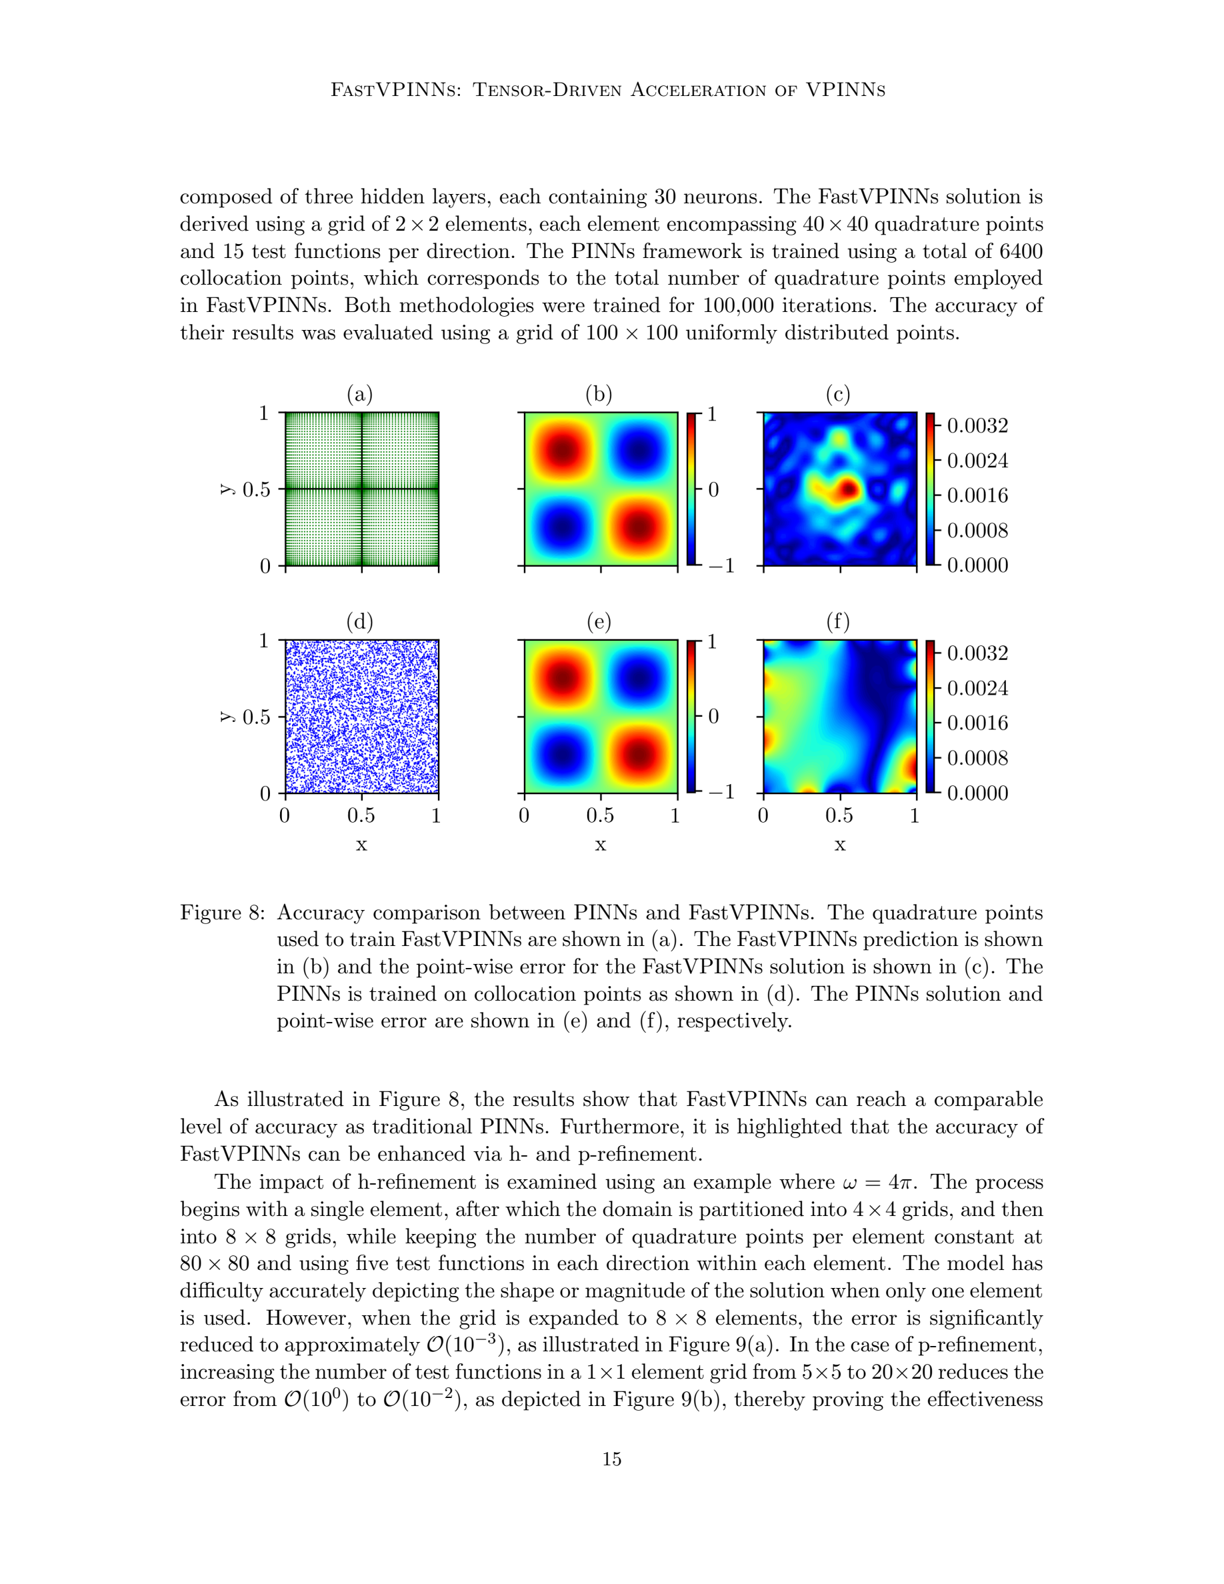 FastVPINNs: Tensor-Driven Acceleration of VPINNs
composed of three hidden layers, each containing 30 neurons. The FastVPINNs solution is
derived using a grid of 2 × 2 elements, each element encompassing 40 × 40 quadrature points
and 15 test functions per direction. The PINNs framework is trained using a total of 6400
collocation points, which corresponds to the total number of quadrature points employed
in FastVPINNs. Both methodologies were trained for 100,000 iterations. The accuracy of
their results was evaluated using a grid of 100 × 100 uniformly distributed points.
(a) (b) (c)
1 1 0.0032
0.0024
y 0.5 0 0.0016
0.0008
0 −1 0.0000
(d) (e) (f)
1 1 0.0032
0.0024
y 0.5 0 0.0016
0.0008
0 −1 0.0000
0 0.5 1 0 0.5 1 0 0.5 1
x x x
Figure 8: Accuracy comparison between PINNs and FastVPINNs. The quadrature points
used to train FastVPINNs are shown in (a). The FastVPINNs prediction is shown
in (b) and the point-wise error for the FastVPINNs solution is shown in (c). The
PINNs is trained on collocation points as shown in (d). The PINNs solution and
point-wise error are shown in (e) and (f), respectively.
As illustrated in Figure 8, the results show that FastVPINNs can reach a comparable
level of accuracy as traditional PINNs. Furthermore, it is highlighted that the accuracy of
FastVPINNs can be enhanced via h- and p-refinement.
The impact of h-refinement is examined using an example where ω = 4π. The process
begins with a single element, after which the domain is partitioned into 4 × 4 grids, and then
into 8 × 8 grids, while keeping the number of quadrature points per element constant at
80 × 80 and using five test functions in each direction within each element. The model has
difficulty accurately depicting the shape or magnitude of the solution when only one element
is used. However, when the grid is expanded to 8 × 8 elements, the error is significantly
reduced to approximately 𝒪(10⁻³), as illustrated in Figure 9(a). In the case of p-refinement,
increasing the number of test functions in a 1×1 element grid from 5×5 to 20×20 reduces the
error from 𝒪(10⁰) to 𝒪(10⁻²), as depicted in Figure 9(b), thereby proving the effectiveness
15